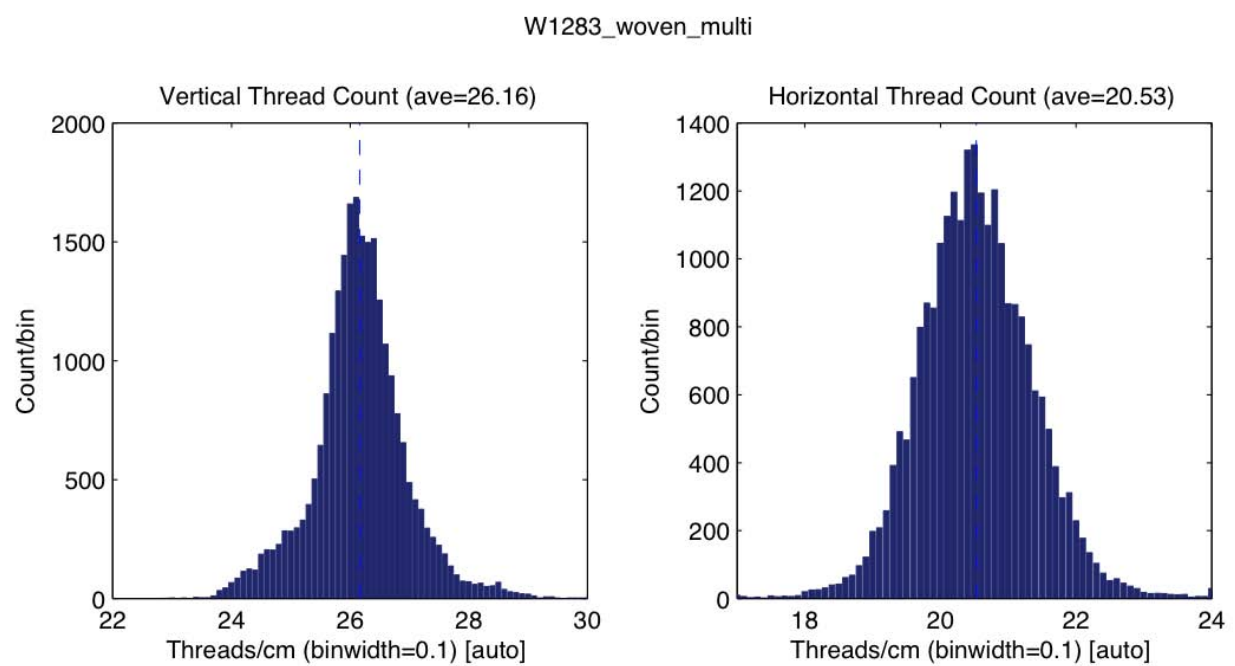 W1283_woven_multi
Vertical Thread Count (ave=26.16)
2000
1500
1000
500
0
Count/bin
22 24 26 28 30
Threads/cm (binwidth=0.1) [auto]
Horizontal Thread Count (ave=20.53)
1400
1200
1000
800
600
400
200
0
Count/bin
18 20 22 24
Threads/cm (binwidth=0.1) [auto]